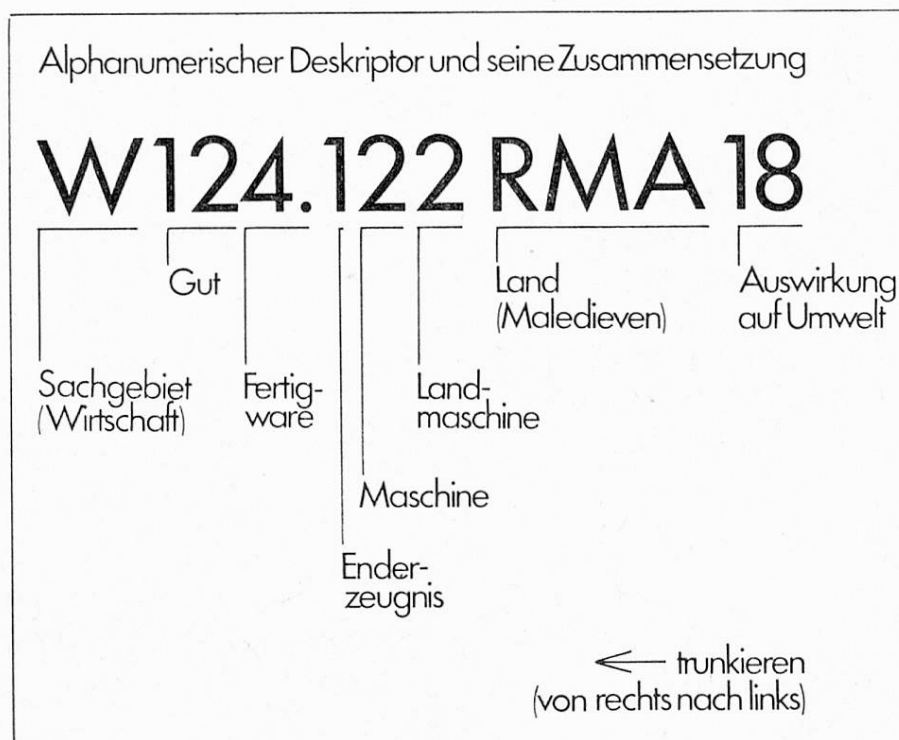 Alphanumerischer Deskriptor und seine Zusammensetzung
W124.122 RMA 18
Gut
Land
(Maledieven)
Auswirkung
auf Umwelt
Sachgebiet
(Wirtschaft)
Fertig-
ware
Land-
maschine
Maschine
Ender-
zeugnis
trunkieren
(von rechts nach links)